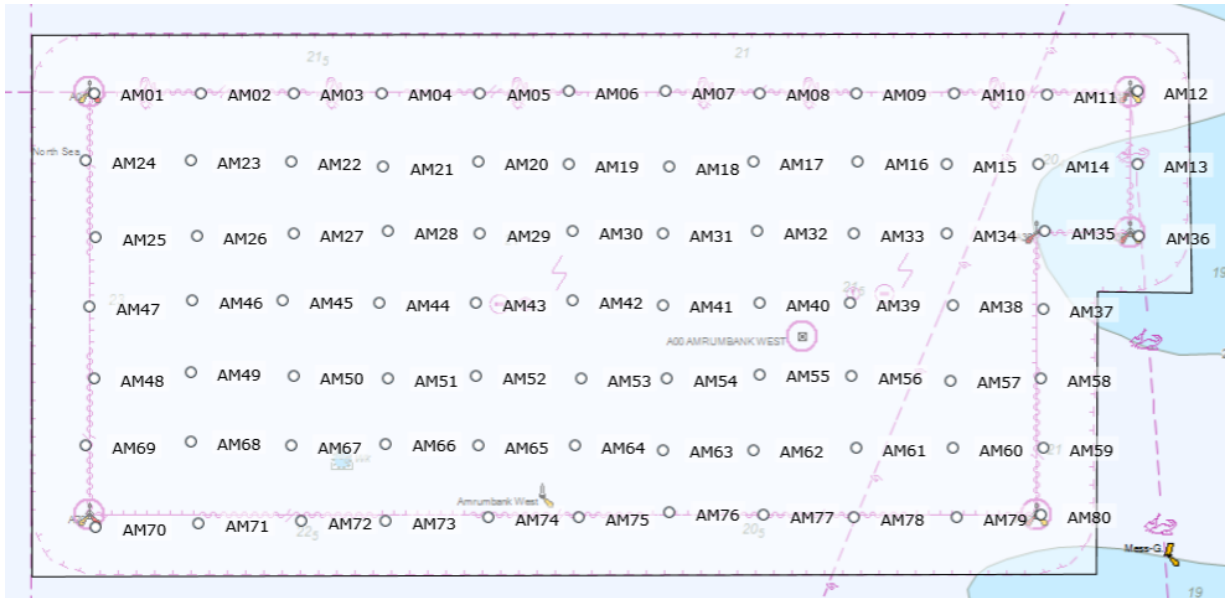 21₅ 21
AM01 AM02 AM03 AM04 AM05 AM06 AM07 AM08 AM09 AM10 AM11 AM12
North Sea
AM24 AM23 AM22 AM21 AM20 AM19 AM18 AM17 AM16 AM15 20 AM14 AM13
AM25 AM26 AM27 AM28 AM29 AM30 AM31 AM32 AM33 AM34 AM35 AM36
19
AM47 AM46 AM45 AM44 AM43 AM42 AM41 AM40 AM39 AM38 AM37
A00 AMRUMBANK WEST
AM48 AM49 AM50 AM51 AM52 AM53 AM54 AM55 AM56 AM57 AM58
AM69 AM68 AM67 AM66 AM65 AM64 AM63 AM62 AM61 AM60 21 AM59
Amrumbank West
AM70 AM71 22₅ AM72 AM73 AM74 AM75 AM76 20₅ AM77 AM78 AM79 AM80
Mess-G.
19